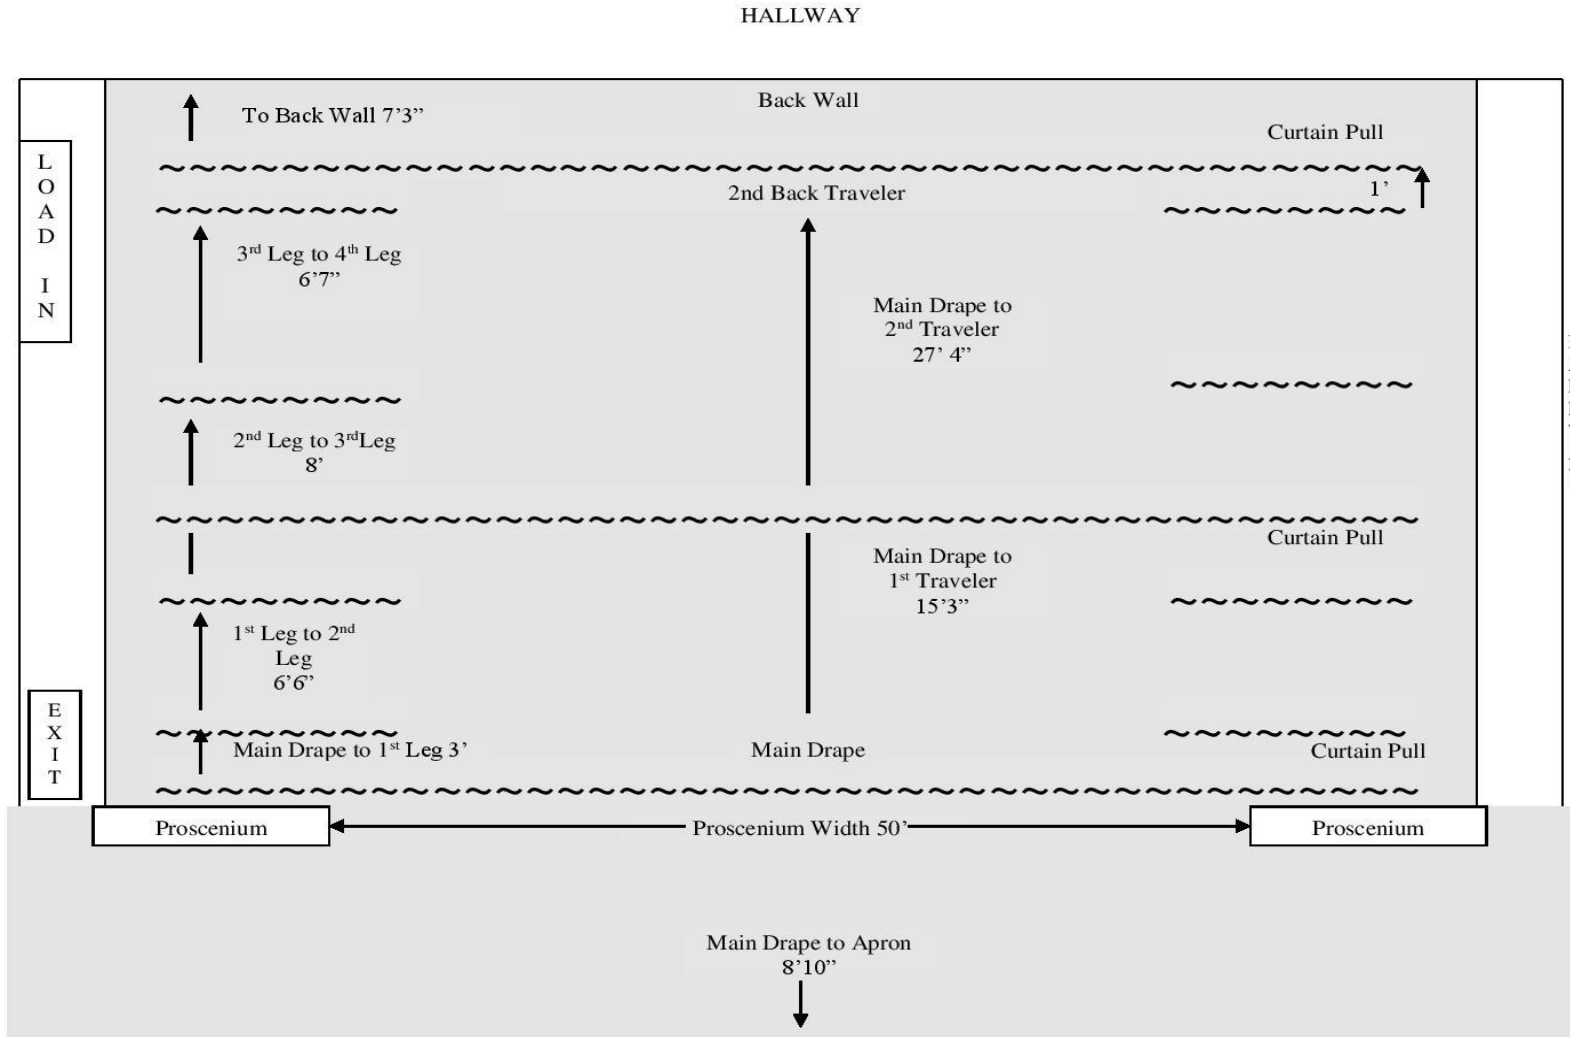 HALLWAY
Back Wall
To Back Wall 7’3”
Curtain Pull
2nd Back Traveler
1’
LOAD IN
3rd Leg to 4th Leg
6’7”
Main Drape to
2nd Traveler
27’ 4”
2nd Leg to 3rdLeg
8’
Curtain Pull
Main Drape to
1st Traveler
15’3”
1st Leg to 2nd
Leg
6’6”
EXIT
Main Drape to 1st Leg 3’
Main Drape
Curtain Pull
Proscenium
Proscenium Width 50’
Proscenium
Main Drape to Apron
8’10”